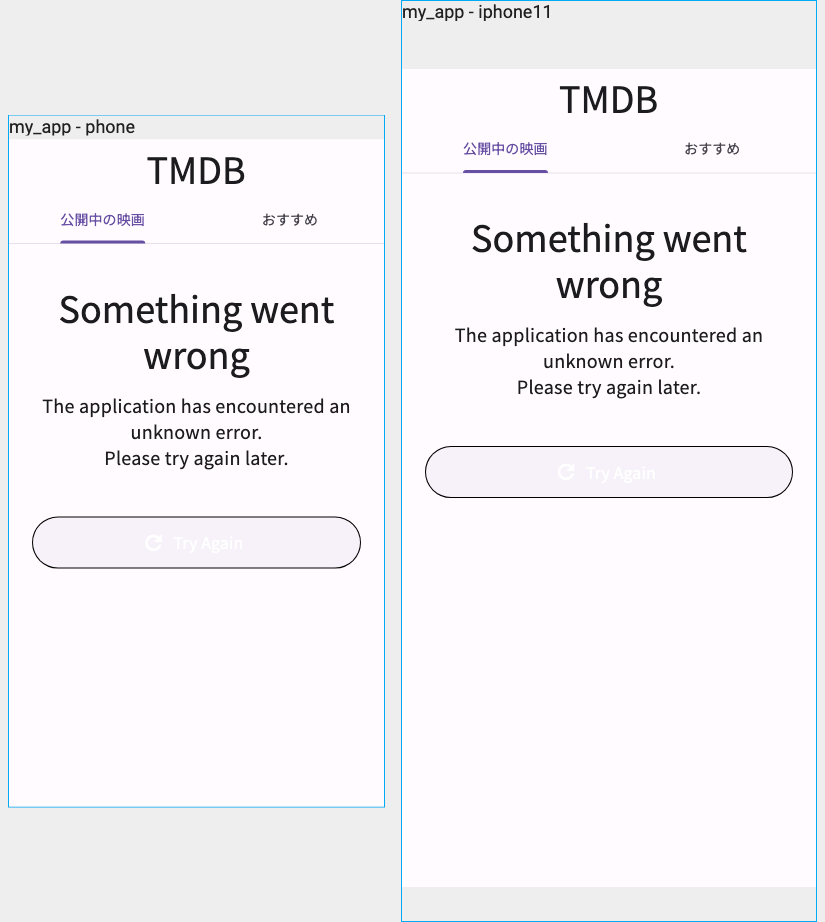 my_app - phone
TMDB
公開中の映画
おすすめ
Something went
wrong
The application has encountered an
unknown error.
Please try again later.
Try Again
my_app - iphone11
TMDB
公開中の映画
おすすめ
Something went
wrong
The application has encountered an
unknown error.
Please try again later.
Try Again